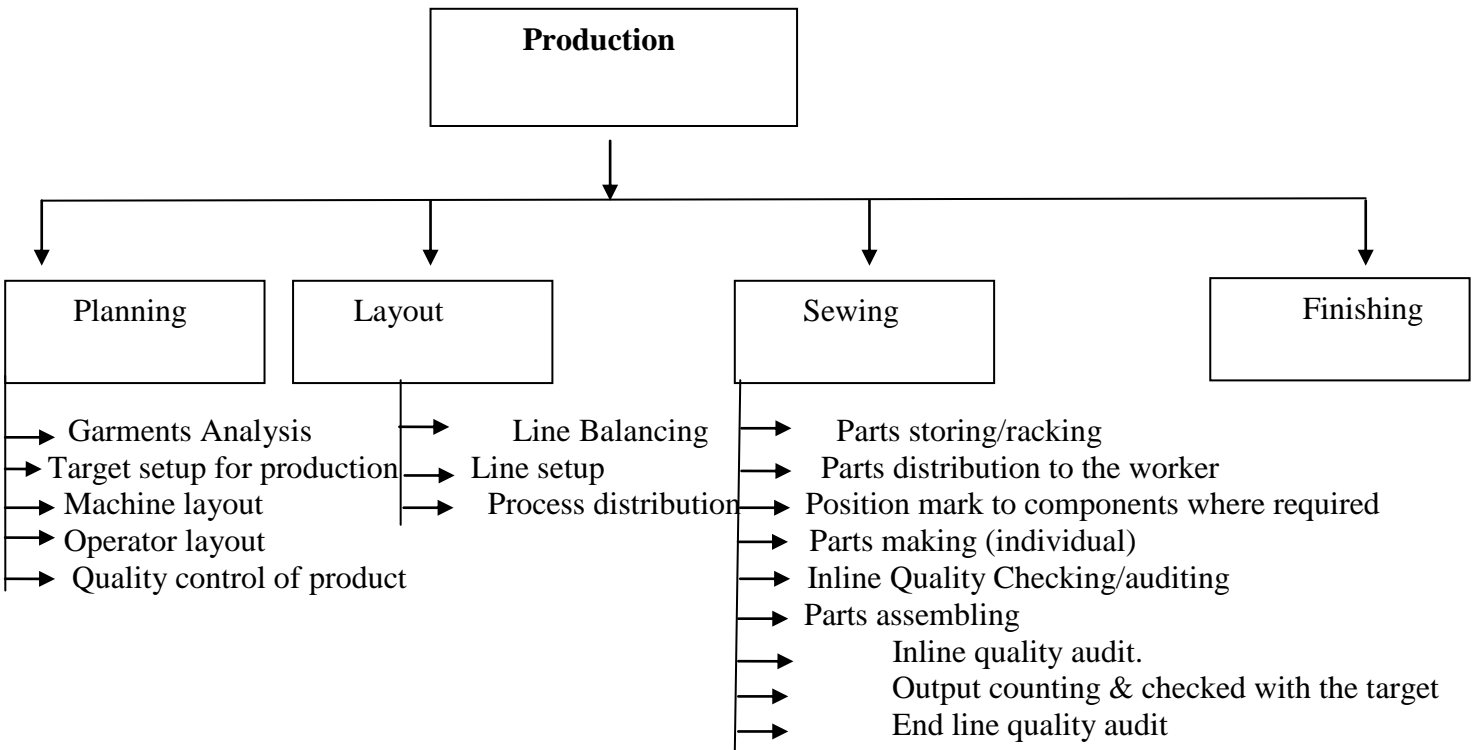 Production
Planning
Layout
Sewing
Finishing
Garments Analysis
Target setup for production
Machine layout
Operator layout
Quality control of product
Line Balancing
Line setup
Process distribution
Parts storing/racking
Parts distribution to the worker
Position mark to components where required
Parts making (individual)
Inline Quality Checking/auditing
Parts assembling
Inline quality audit.
Output counting & checked with the target
End line quality audit